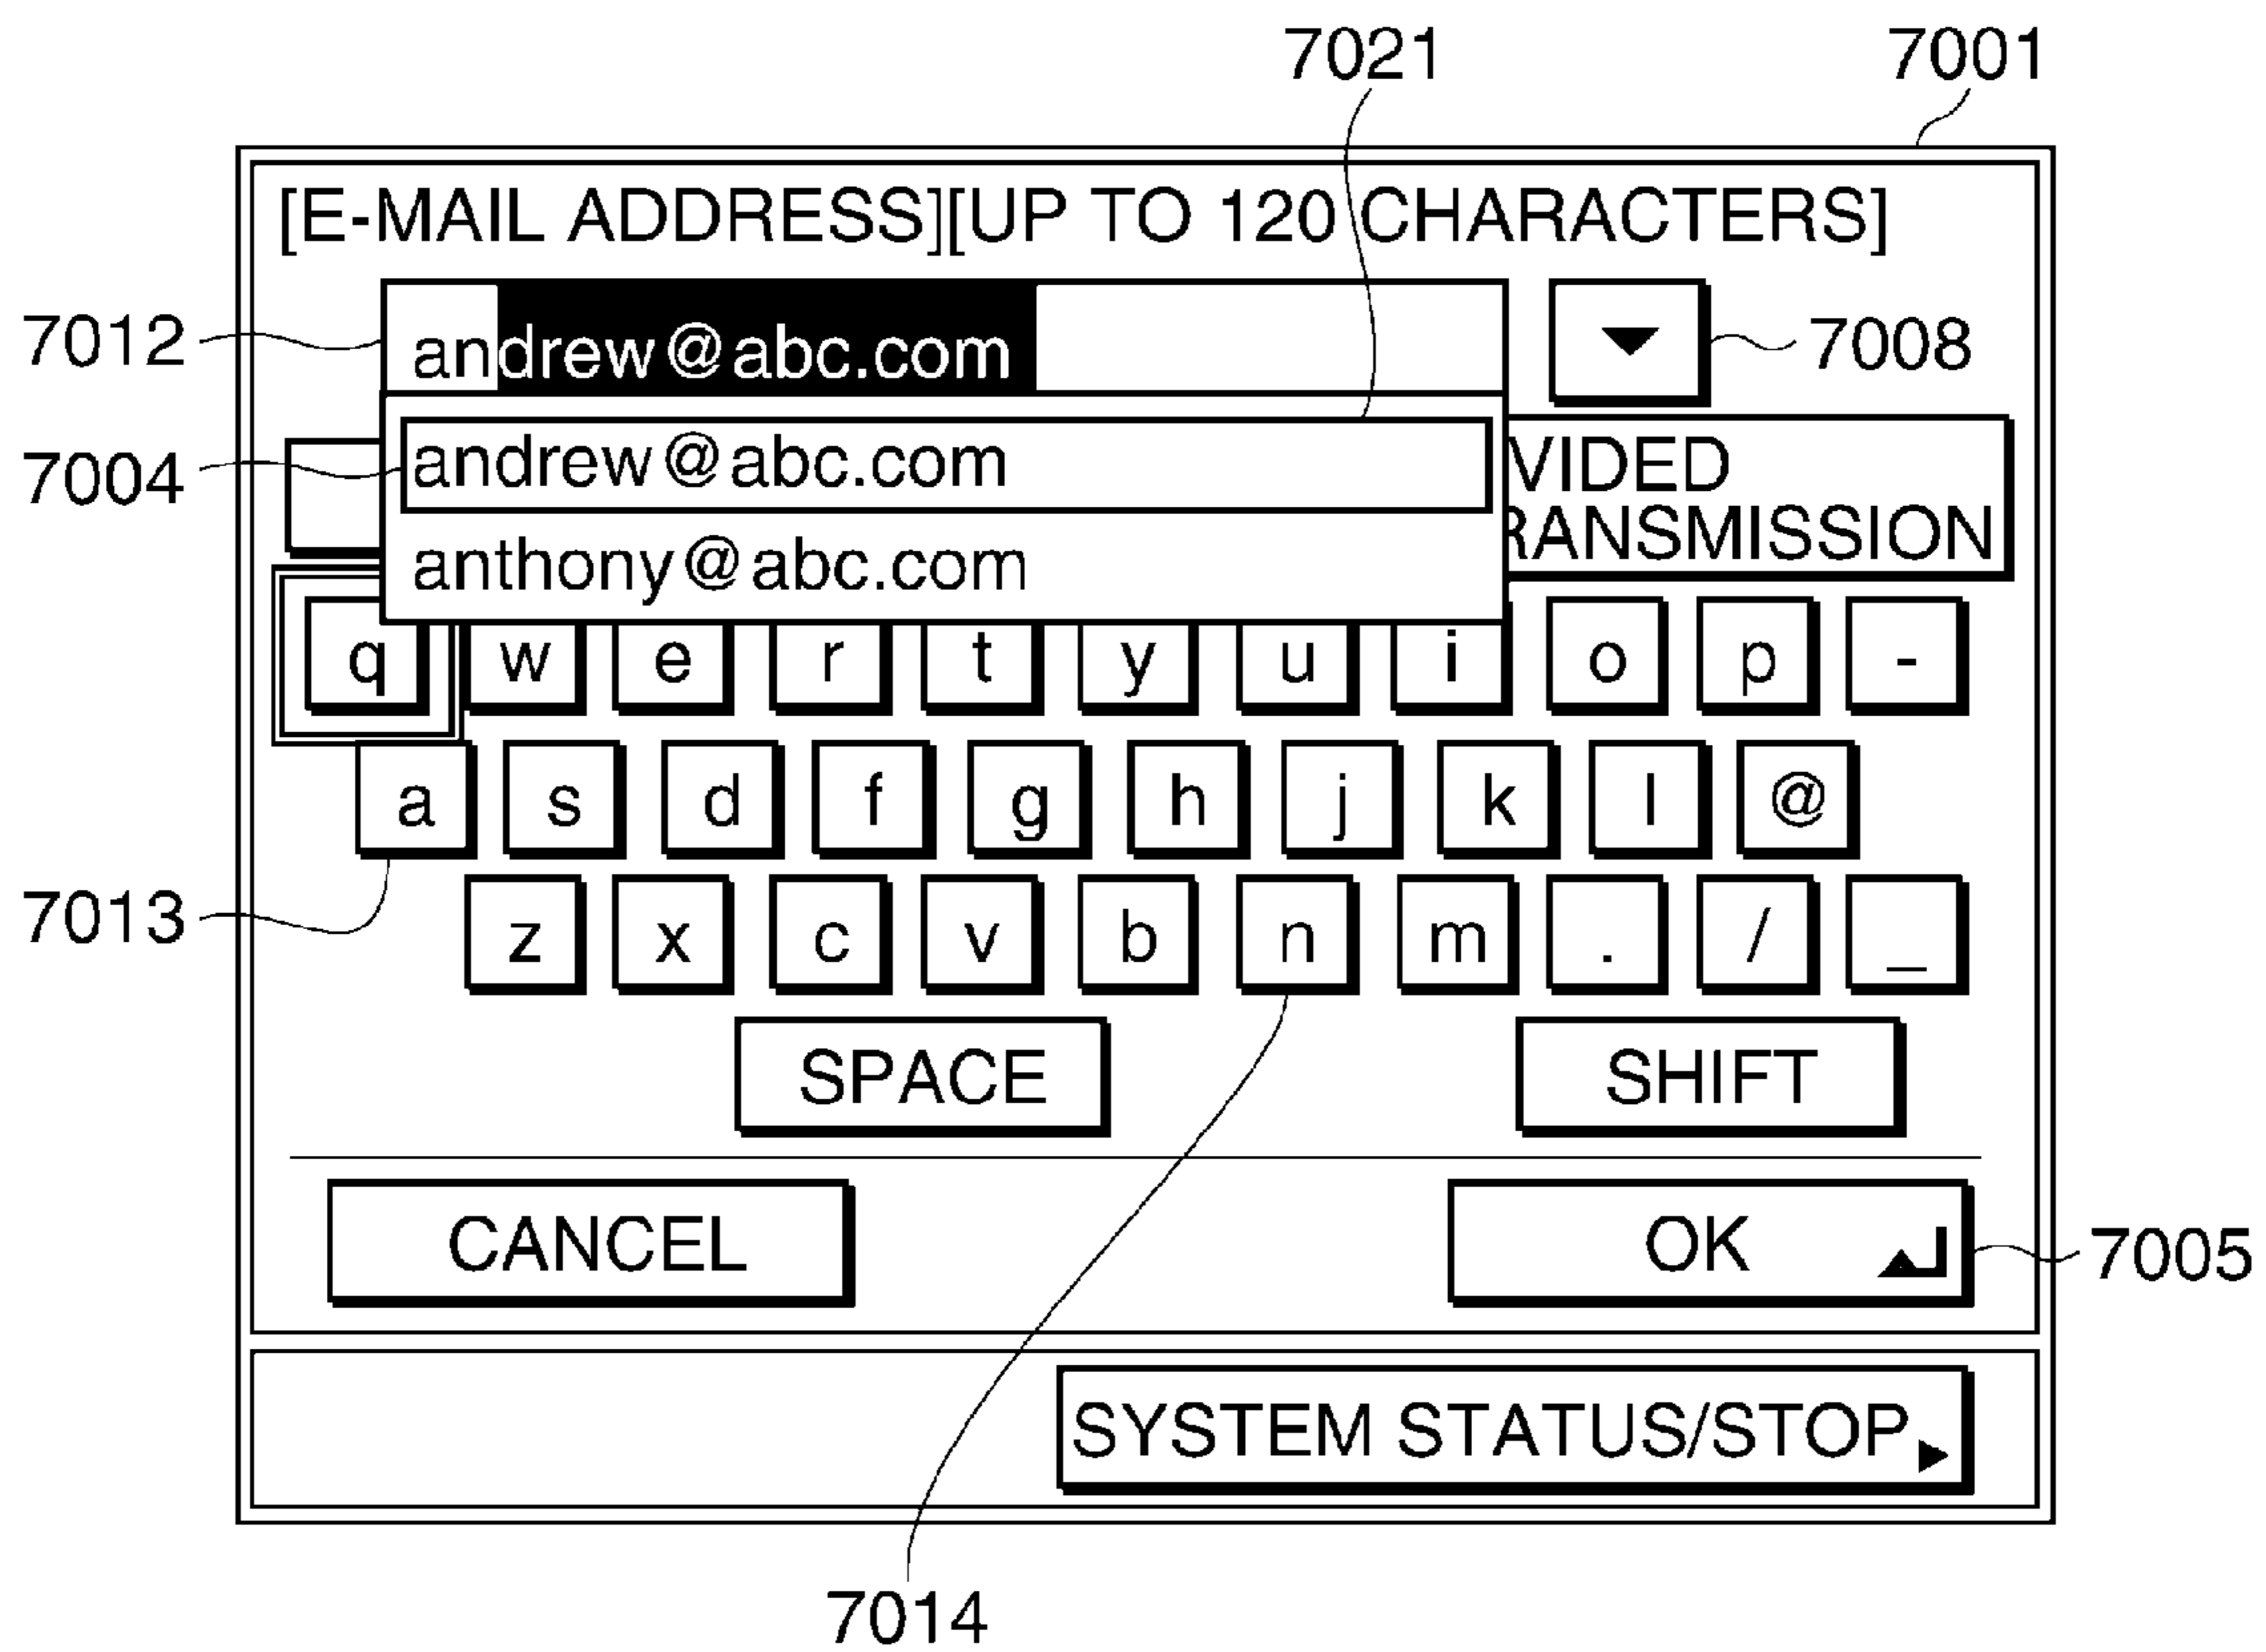 7021 7001
[E-MAIL ADDRESS][UP TO 120 CHARACTERS]
7012 andrew@abc.com 7008
7004 andrew@abc.com VIDED
RANSMISSION
anthony@abc.com
q w e r t y u i o p -
a s d f g h j k l @
7013 z x c v b n m . / _
SPACE SHIFT
CANCEL OK 7005
SYSTEM STATUS/STOP
7014